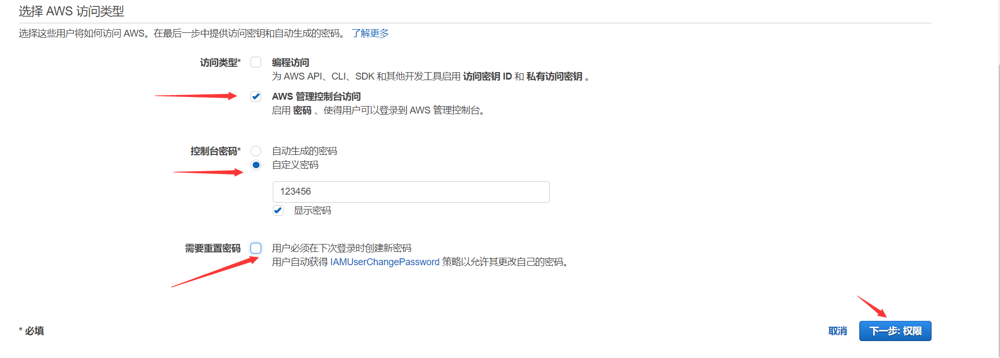 选择 AWS 访问类型
选择这些用户将如何访问 AWS。在最后一步中提供访问密钥和自动生成的密码。 了解更多
访问类型* 编程访问
为 AWS API、CLI、SDK 和其他开发工具启用 访问密钥 ID 和 私有访问密钥 。
AWS 管理控制台访问
启用 密码 、使得用户可以登录到 AWS 管理控制台。
控制台密码* 自动生成的密码
自定义密码
123456
显示密码
需要重置密码 用户必须在下次登录时创建新密码
用户自动获得 IAMUserChangePassword 策略以允许其更改自己的密码。
* 必填 取消 下一步: 权限